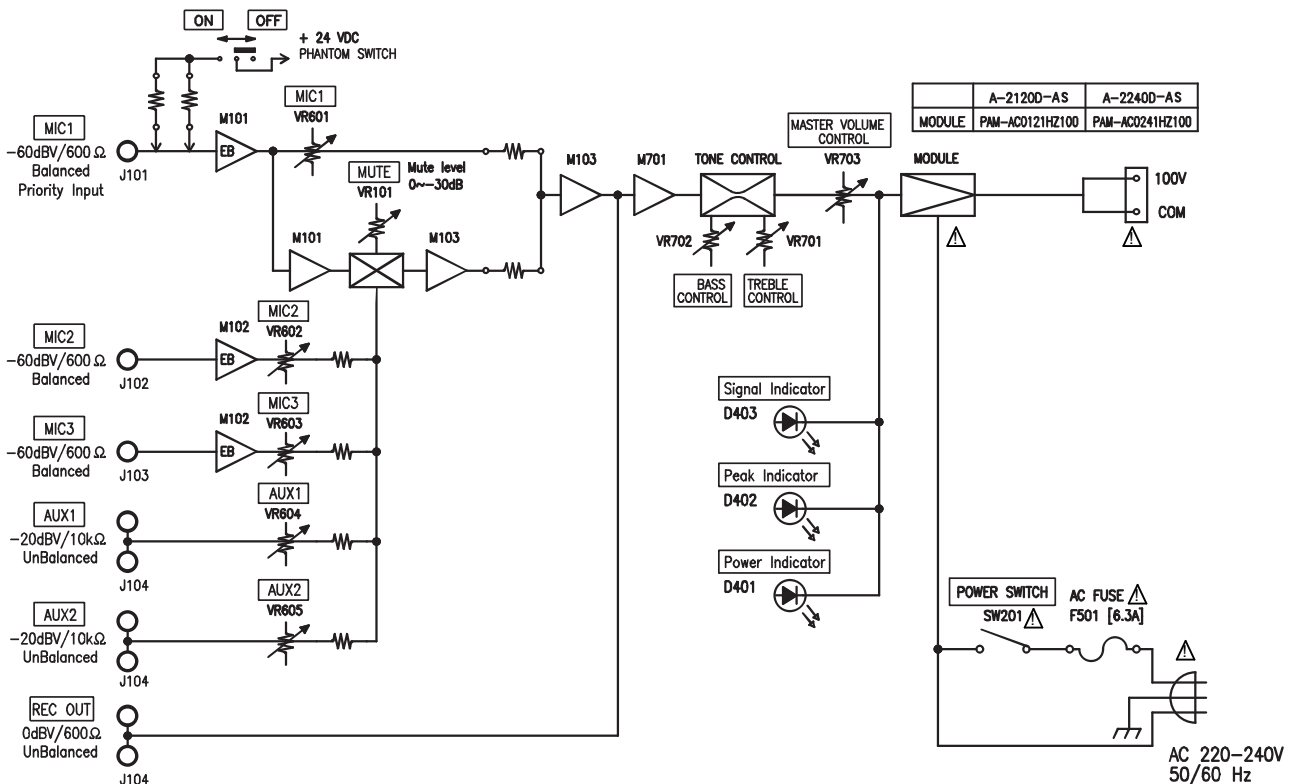 ON
OFF
+ 24 VDC
PHANTOM SWITCH
MIC1
-60dBV/600Ω
Balanced
Priority Input
J101
M101
EB
MIC1
VR601
MUTE
VR101
Mute level
0~-30dB
M101
M103
M103
M701
TONE CONTROL
VR702
VR701
BASS
CONTROL
TREBLE
CONTROL
MASTER VOLUME
CONTROL
VR703
A-2120D-AS
A-2240D-AS
MODULE
PAM-AC0121HZ100
PAM-AC0241HZ100
MODULE
100V
COM
MIC2
-60dBV/600Ω
Balanced
J102
M102
EB
MIC2
VR602
MIC3
-60dBV/600Ω
Balanced
J103
M102
EB
MIC3
VR603
AUX1
-20dBV/10kΩ
UnBalanced
J104
AUX1
VR604
AUX2
-20dBV/10kΩ
UnBalanced
J104
AUX2
VR605
REC OUT
0dBV/600Ω
UnBalanced
J104
Signal Indicator
D403
Peak Indicator
D402
Power Indicator
D401
POWER SWITCH
SW201
AC FUSE
F501 [6.3A]
AC 220-240V
50/60 Hz